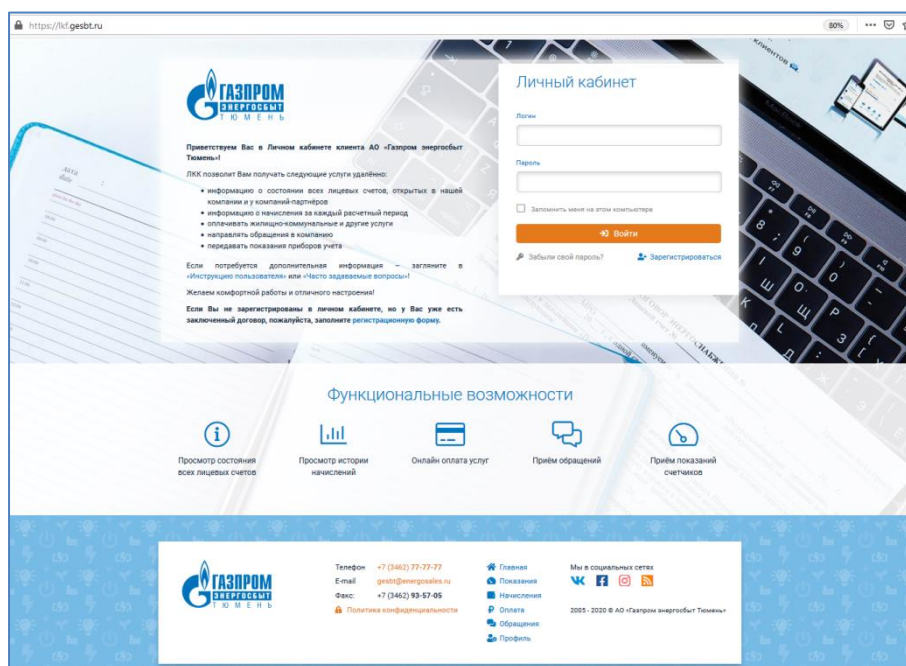 https://lkf.gesbt.ru
80%
ГАЗПРОМ
ЭНЕРГОСБЫТ
ТЮМЕНЬ
Приветствуем Вас в Личном кабинете клиента АО «Газпром энергосбыт
Тюмень»!
ЛКК позволит Вам получать следующие услуги удалённо:
• информацию о состоянии всех лицевых счетов, открытых в нашей
компании и у компаний-партнёров
• информацию о начисления за каждый расчетный период
• оплачивать жилищно-коммунальные и другие услуги
• направлять обращения в компанию
• передавать показания приборов учета
Если потребуется дополнительная информация – загляните в
«Инструкцию пользователя» или «Часто задаваемые вопросы»!
Желаем комфортной работы и отличного настроения!
Если Вы не зарегистрированы в личном кабинете, но у Вас уже есть
заключенный договор, пожалуйста, заполните регистрационную форму.
Личный кабинет
Логин
Пароль
Запомнить меня на этом компьютере
Войти
Забыли свой пароль?
Зарегистрироваться
клиентов
дата
date
Функциональные возможности
Просмотр состояния
всех лицевых счетов
Просмотр истории
начислений
Онлайн оплата услуг
Приём обращений
Приём показаний
счетчиков
ГАЗПРОМ
ЭНЕРГОСБЫТ
ТЮМЕНЬ
Телефон +7 (3462) 77-77-77
E-mail gesbt@energosales.ru
Факс: +7 (3462) 93-57-05
Политика конфиденциальности
Главная
Показания
Начисления
Оплата
Обращения
Профиль
Мы в социальных сетях
2005 - 2020 © АО «Газпром энергосбыт Тюмень»